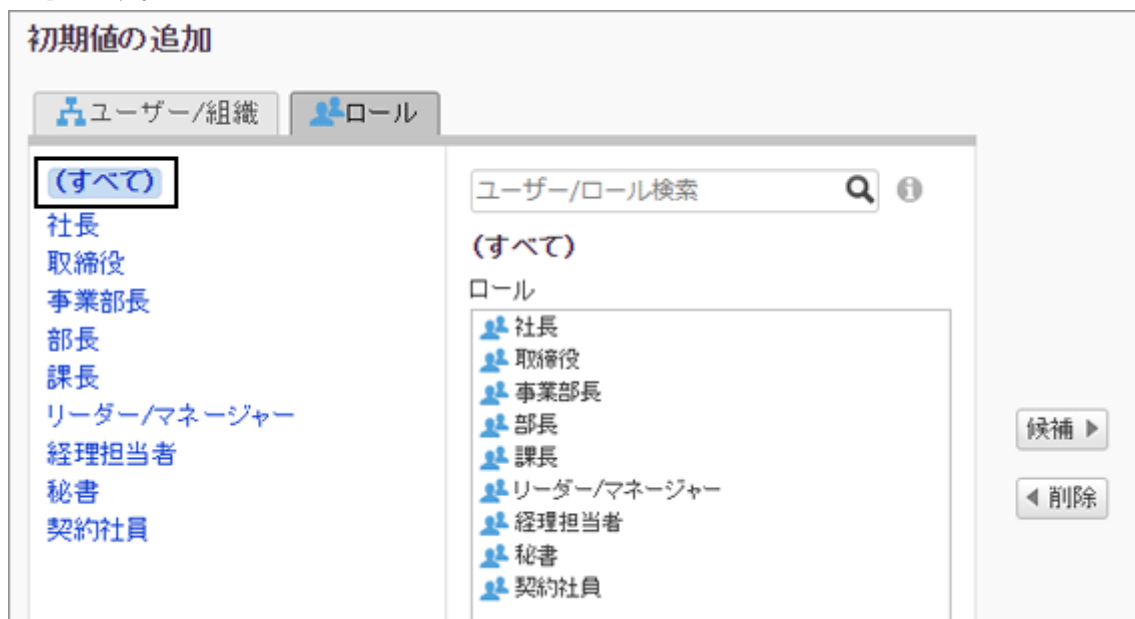 初期値の追加
ユーザー/組織
ロール
(すべて)
社長
取締役
事業部長
部長
課長
リーダー/マネージャー
経理担当者
秘書
契約社員
ユーザー/ロール検索
(すべて)
ロール
社長
取締役
事業部長
部長
課長
リーダー/マネージャー
経理担当者
秘書
契約社員
候補
削除